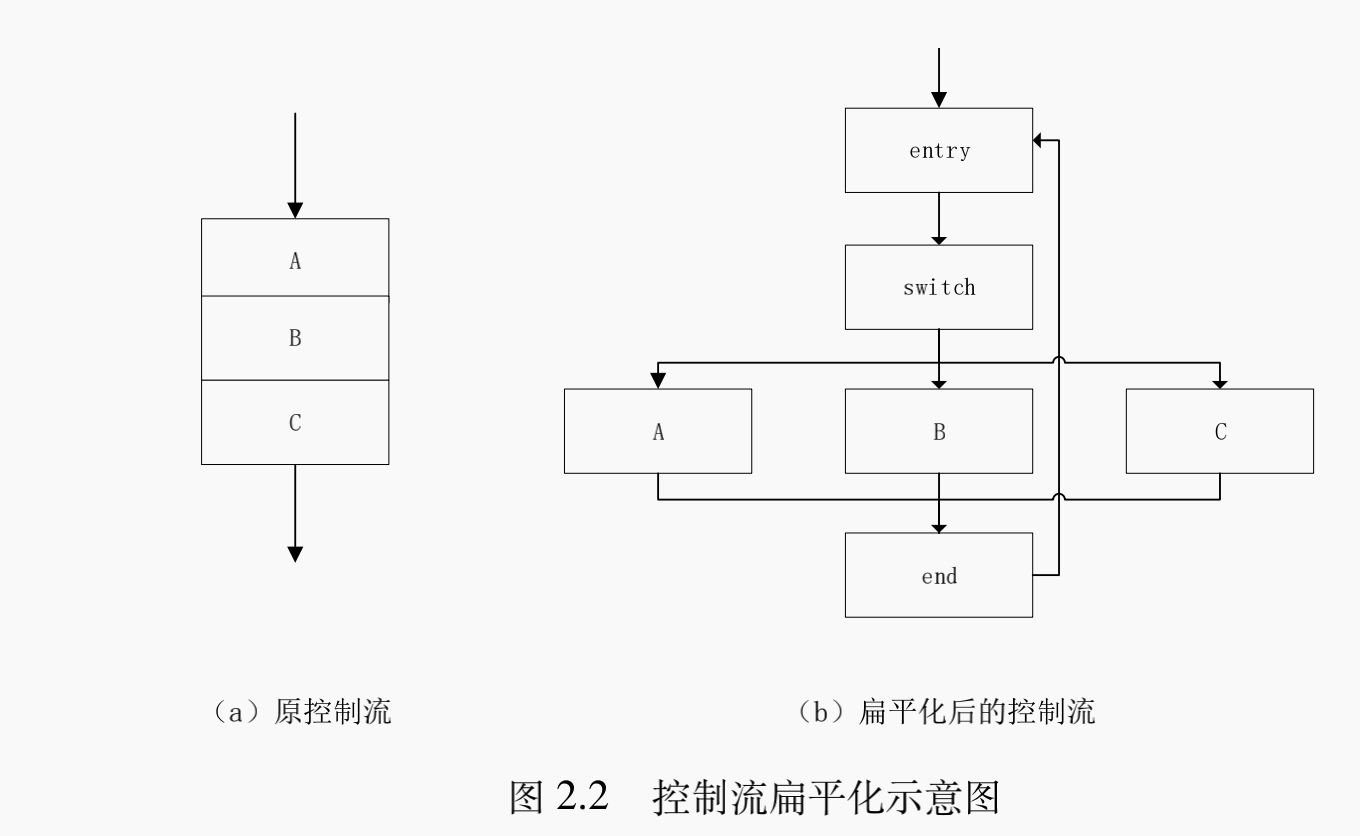 A
B
C
entry
switch
A
B
C
end
（a）原控制流
（b）扁平化后的控制流
图 2.2 控制流扁平化示意图